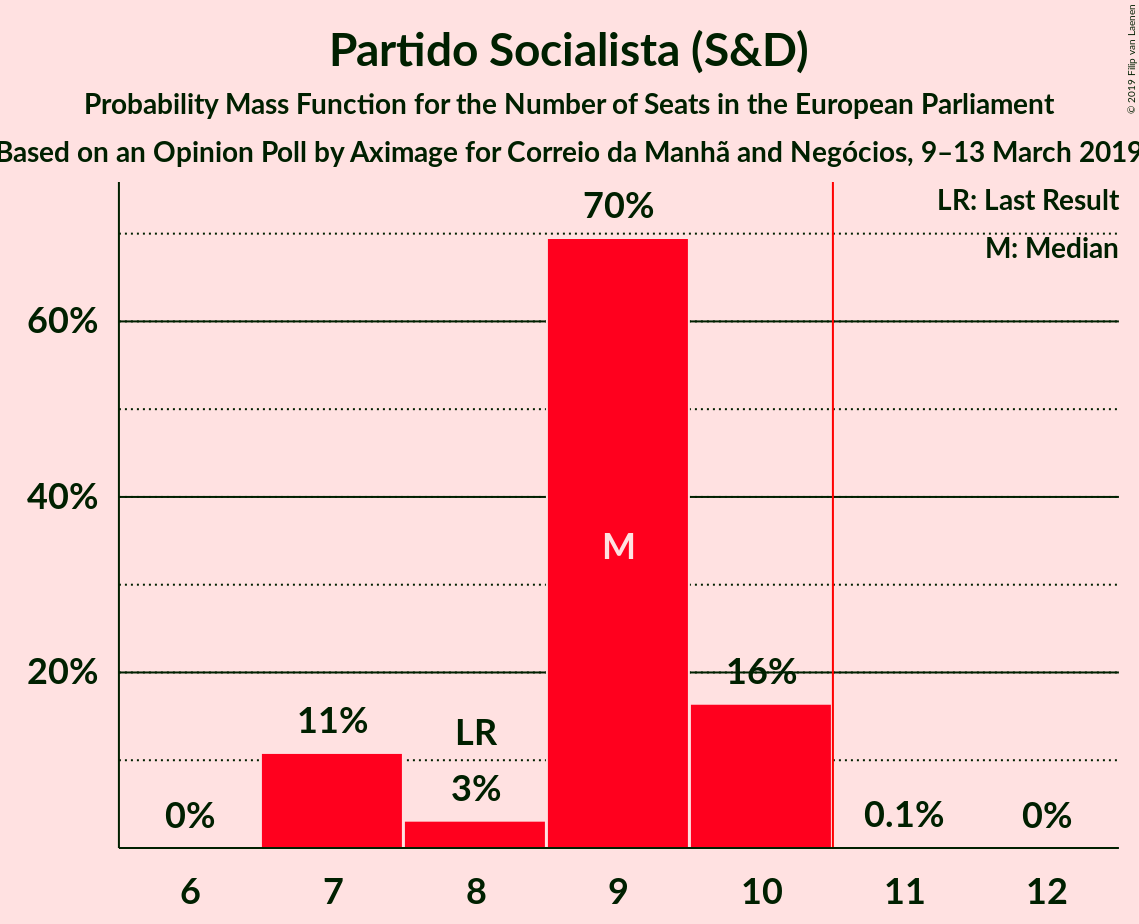 Partido Socialista (S&D)
Probability Mass Function for the Number of Seats in the European Parliament
Based on an Opinion Poll by Aximage for Correio da Manhã and Negócios, 9–13 March 2019
© 2019 Filip van Laenen
LR: Last Result
M: Median
70%
60%
40%
20%
M
16%
11%
LR
3%
0%
0.1%
0%
6 7 8 9 10 11 12